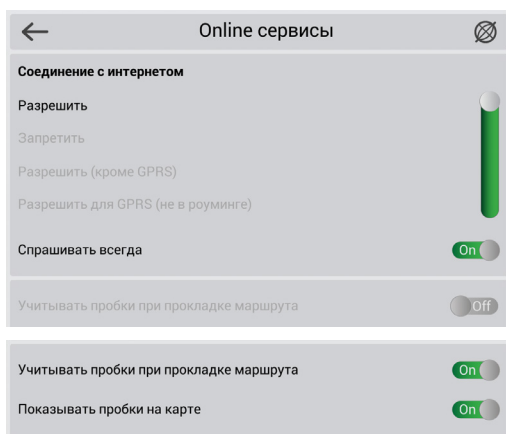 Online сервисы
Соединение с интернетом
Разрешить
Запретить
Разрешить (кроме GPRS)
Разрешить для GPRS (не в роуминге)
Спрашивать всегда On
Учитывать пробки при прокладке маршрута Off
Учитывать пробки при прокладке маршрута On
Показывать пробки на карте On